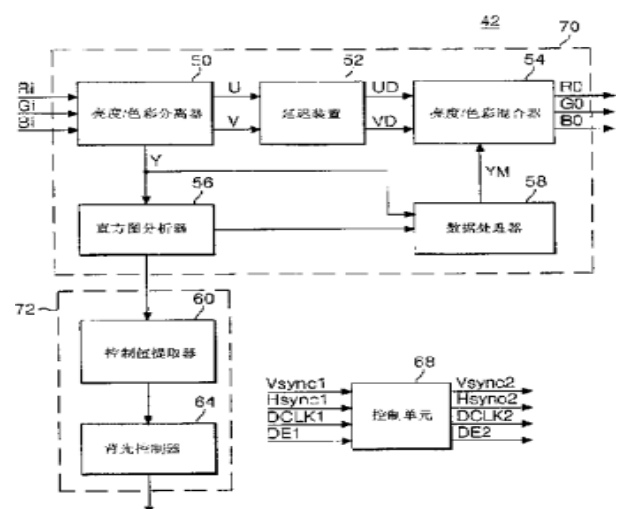 42
70
50
52
54
Ri
Gi
Bi
亮度/色彩分离器
U
V
延迟装置
UD
VD
亮度/色彩混合器
RO
GO
BO
Y
YM
56
58
直方图分析器
数据处理器
72
60
控制值提取器
64
背光控制器
68
Vsync1
Hsync1
DCLK1
DE1
控制单元
Vsync2
Hsync2
DCLK2
DE2